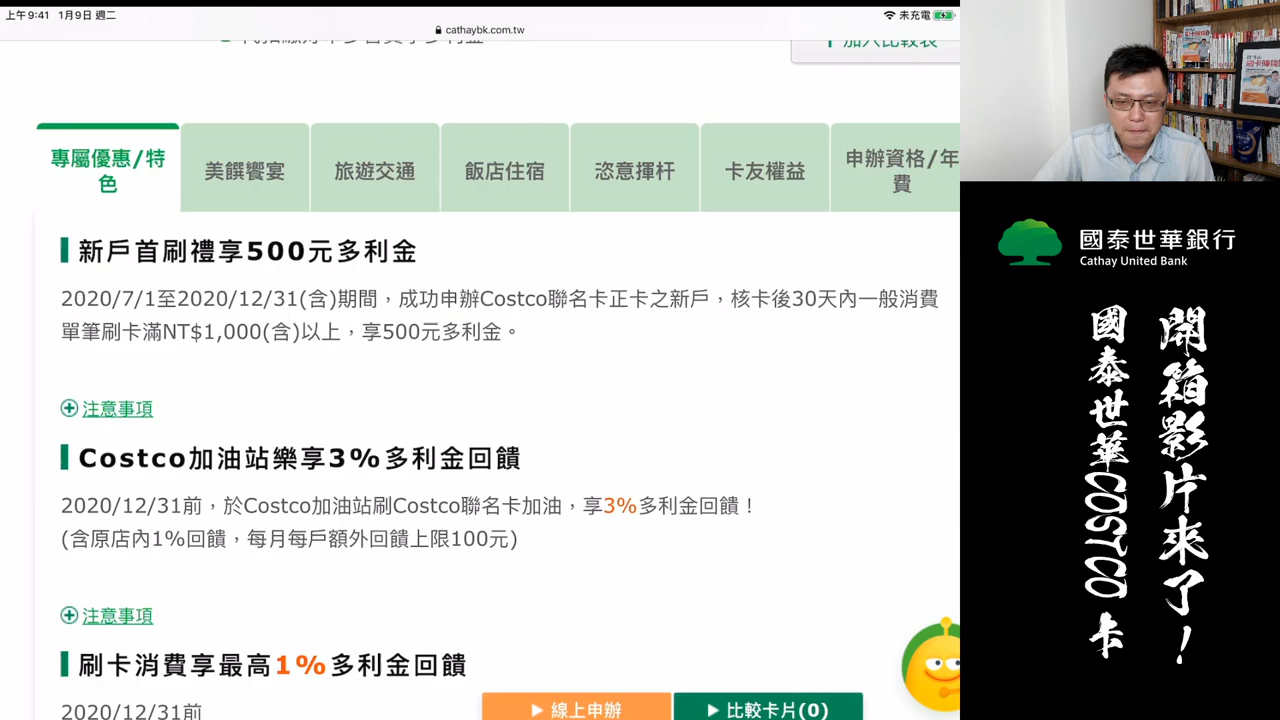 上午9:41 1月9日 週二
未充電
cathaybk.com.tw
加入比較表
專屬優惠/特
色
美饌饗宴
旅遊交通
飯店住宿
恣意揮杆
卡友權益
申辦資格/年
費
新戶首刷禮享500元多利金
2020/7/1至2020/12/31(含)期間，成功申辦Costco聯名卡正卡之新戶，核卡後30天內一般消費
單筆刷卡滿NT$1,000(含)以上，享500元多利金。
注意事項
Costco加油站樂享3%多利金回饋
2020/12/31前，於Costco加油站刷Costco聯名卡加油，享3%多利金回饋！
(含原店內1%回饋，每月每戶額外回饋上限100元)
注意事項
刷卡消費享最高1%多利金回饋
2020/12/31前
線上申辦
比較卡片(0)
國泰世華銀行
Cathay United Bank
開箱影片來了！
國泰世華COSTCO卡